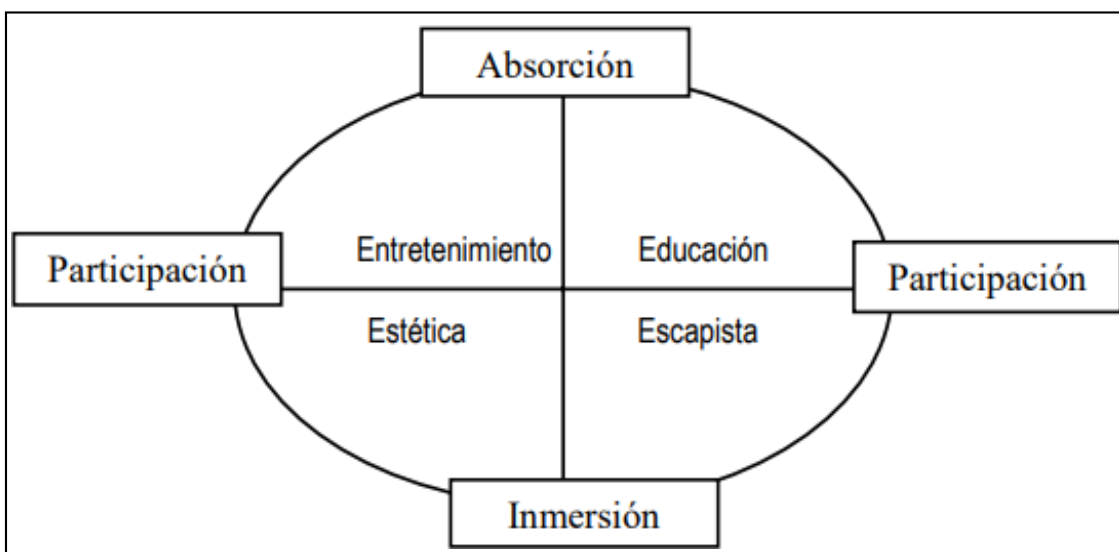 Absorción
Entretenimiento
Educación
Participación
Participación
Estética
Escapista
Inmersión